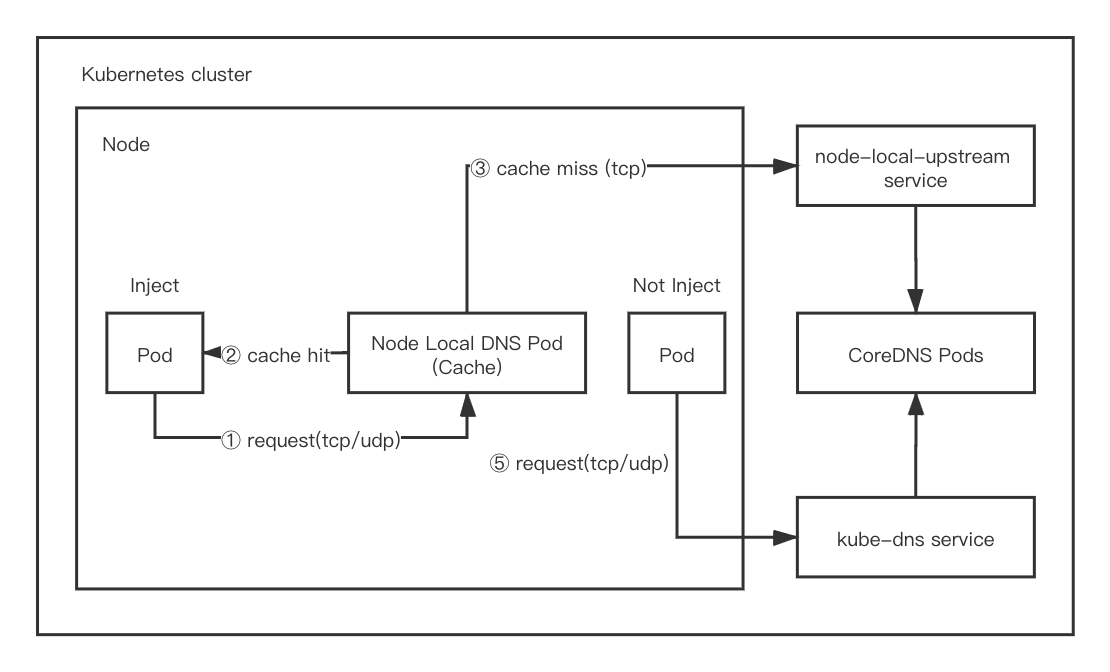 Kubernetes cluster
Node
③ cache miss (tcp)
node-local-upstream
service
Inject
Not Inject
Pod
② cache hit
Node Local DNS Pod
(Cache)
Pod
CoreDNS Pods
① request(tcp/udp)
⑤ request(tcp/udp)
kube-dns service